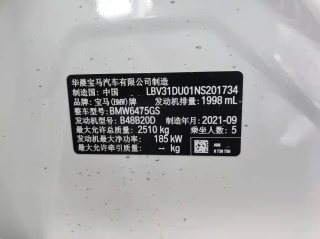 华晨宝马汽车有限公司制造
制造国: 中国 LBV31DU01NS201734
品牌: 宝马(BMW)牌 发动机排量: 1998 mL
整车型号: BMW6475GS
发动机型号: B48B20D 制造年月: 2021-09
最大允许总质量: 2510 kg 乘坐人数: 5
发动机最大净功率: 185 kW
最大允许牵引质量: -- kg